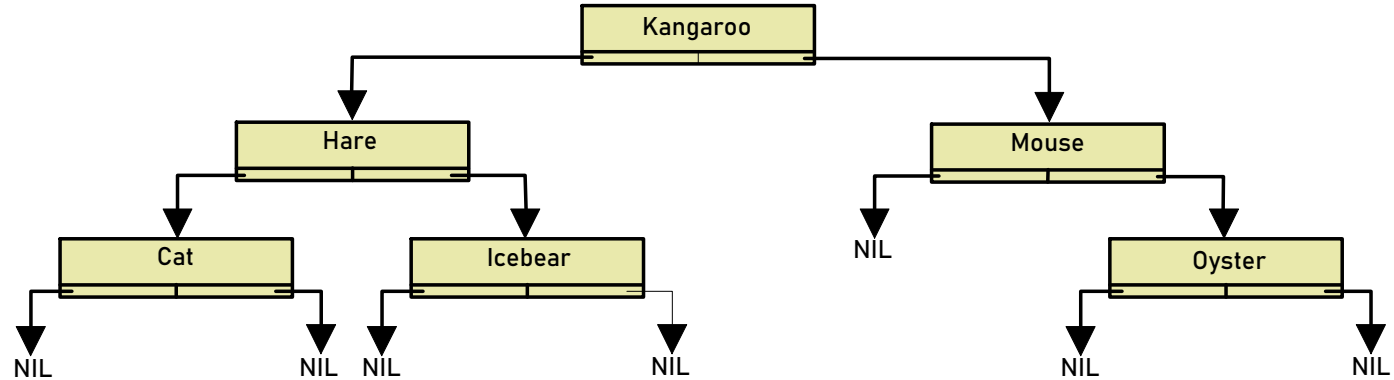 Kangaroo
Hare
Mouse
Cat
Icebear
NIL
Oyster
NIL
NIL
NIL
NIL
NIL
NIL